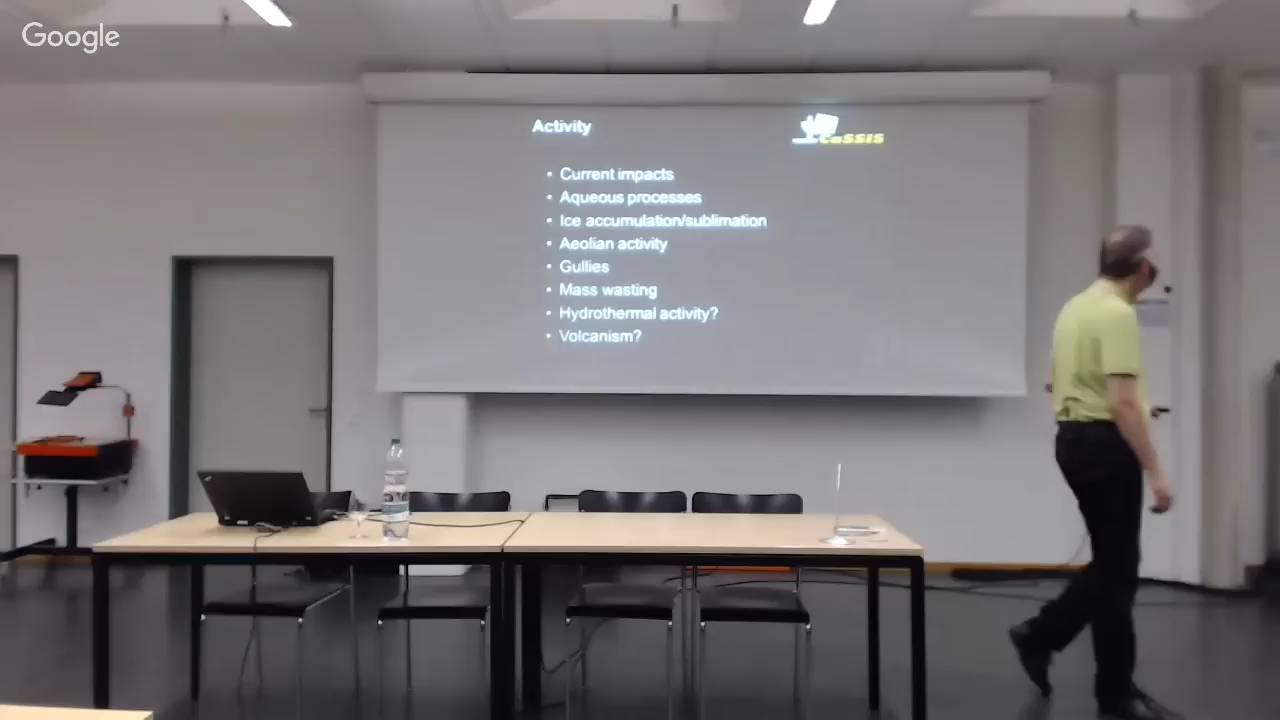 Google
Activity
CaSSIS
• Current impacts
• Aqueous processes
• Ice accumulation/sublimation
• Aeolian activity
• Gullies
• Mass wasting
• Hydrothermal activity?
• Volcanism?